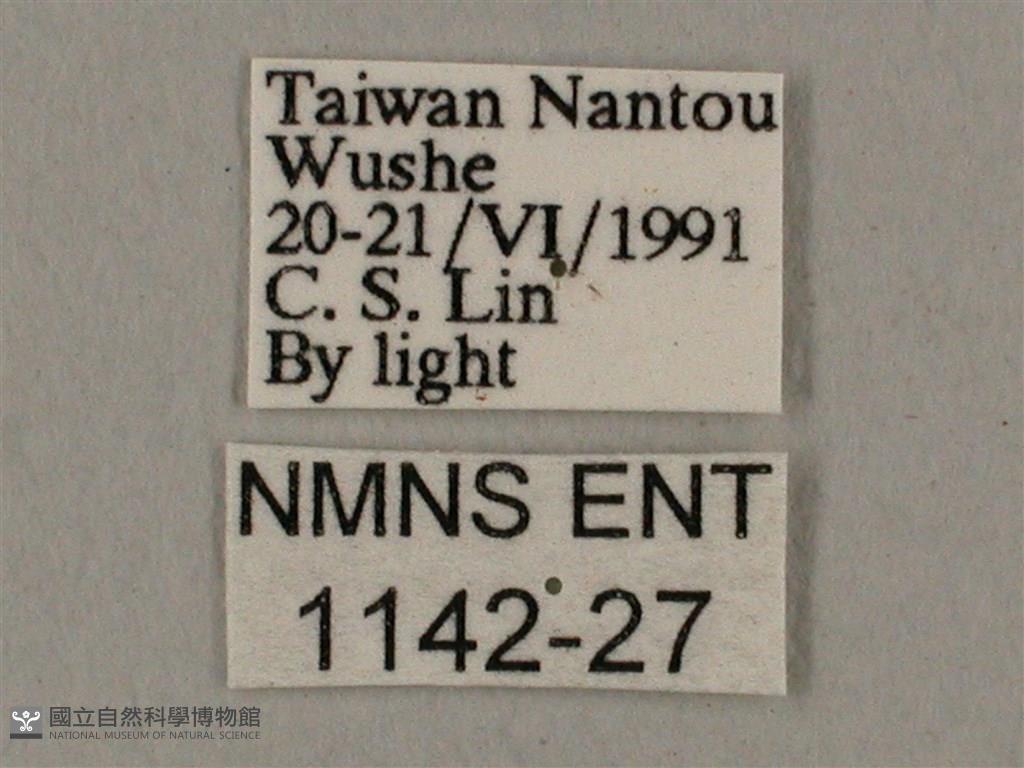 Taiwan Nantou
Wushe
20-21/VI/1991
C. S. Lin
By light
NMNS ENT
1142-27
國立自然科學博物館
NATIONAL MUSEUM OF NATURAL SCIENCE